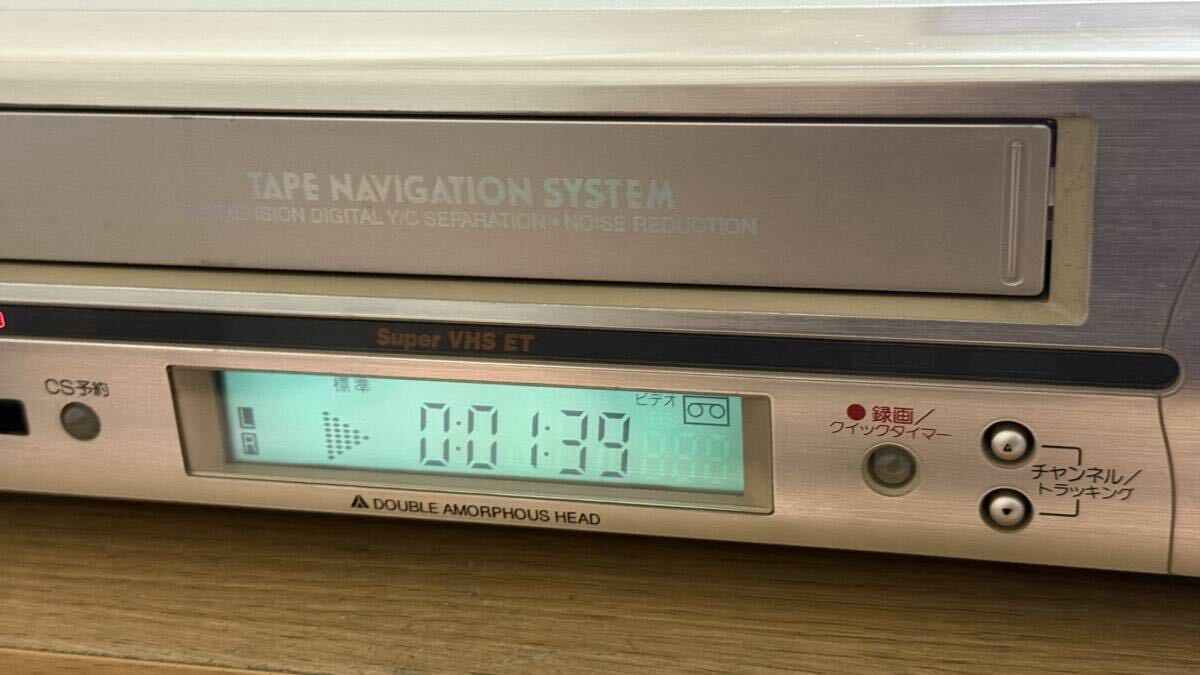 TAPE NAVIGATION SYSTEM
DIGITAL Y/C SEPARATION • NOISE REDUCTION
Super VHS ET
CS予約
標準
ビデオ
L
R
0:01:39
DOUBLE AMORPHOUS HEAD
● 録画/
クイックタイマー
▲
チャンネル/
トラッキング
▼